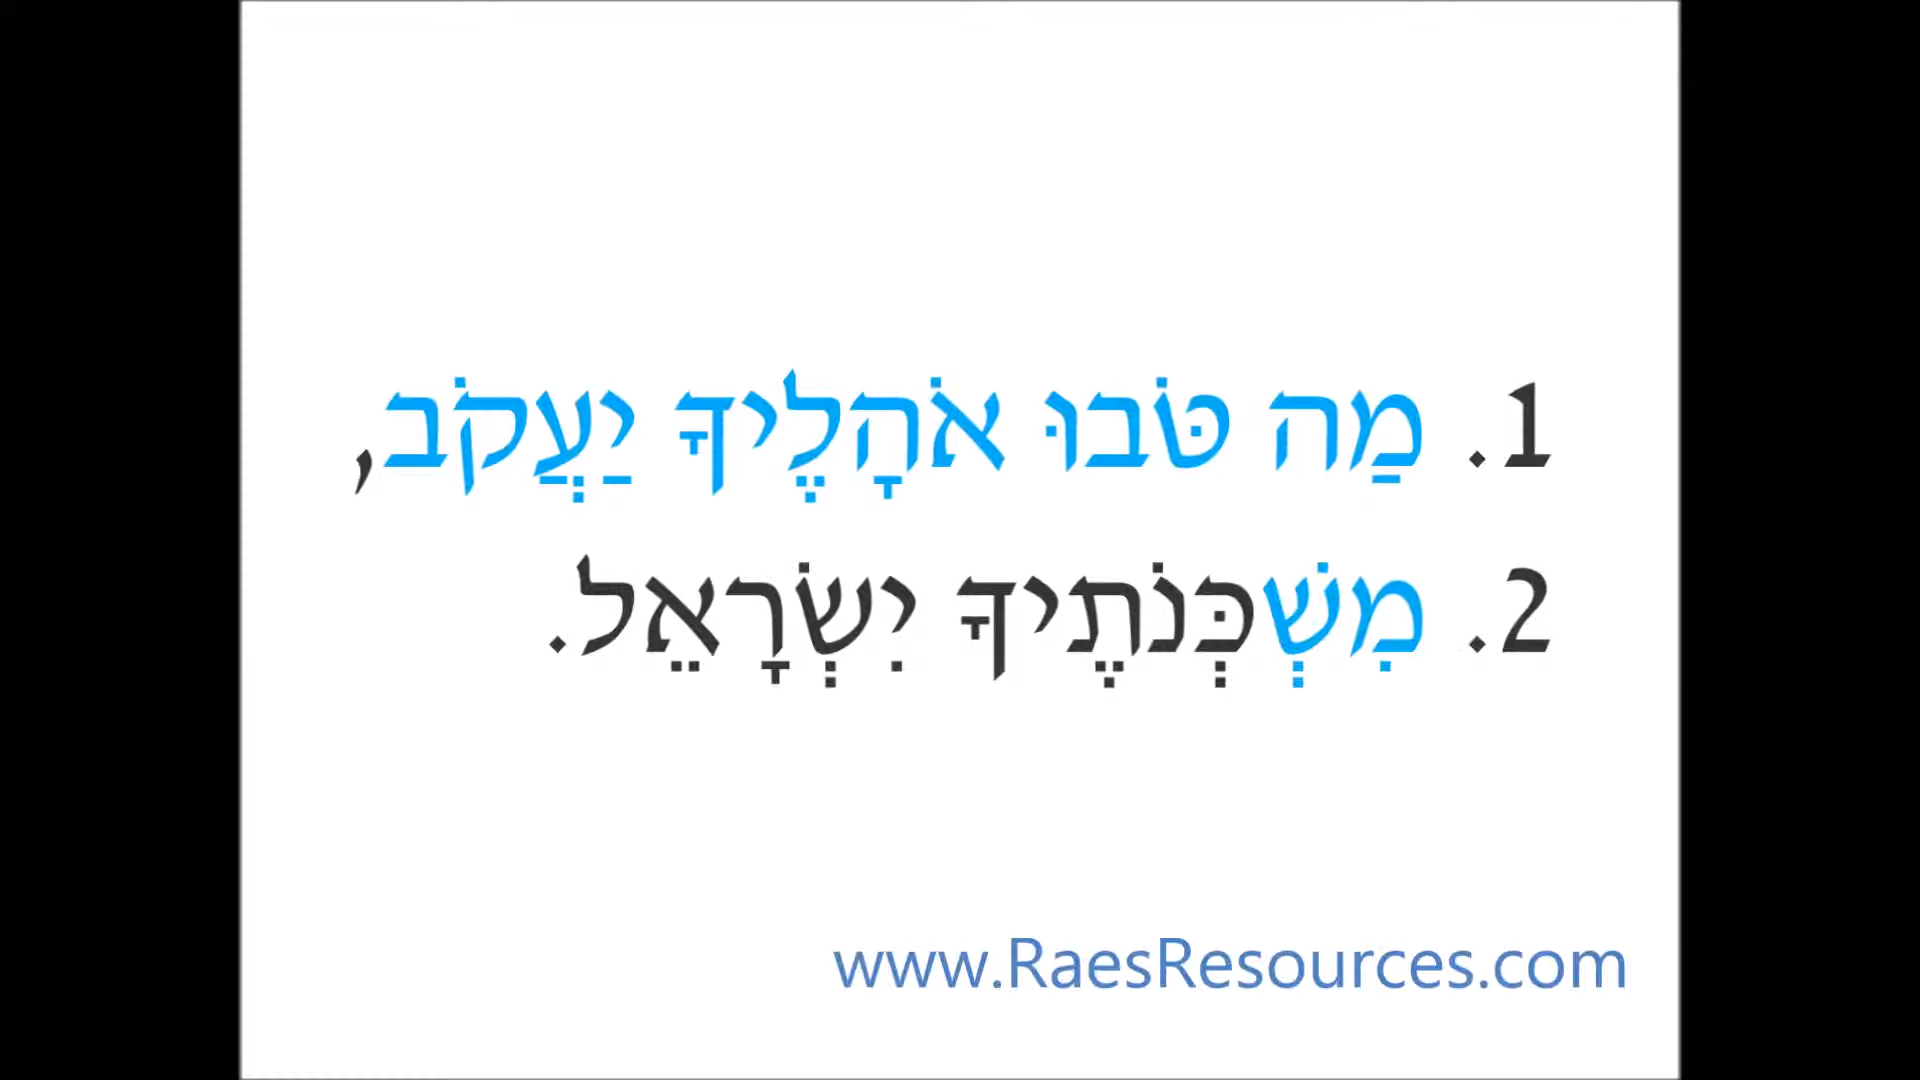 1. מַה טֹּבוּ אֹהָלֶיךָ יַעֲקֹב,
2. מִשְׁכְּנֹתֶיךָ יִשְׂרָאֵל.
www.RaesResources.com